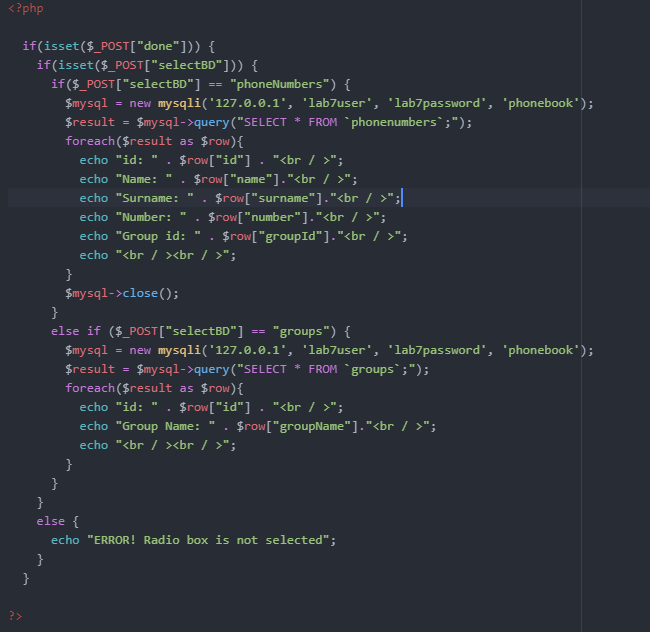 <?php
if(isset($_POST["done"])) {
if(isset($_POST["selectBD"])) {
if($_POST["selectBD"] == "phoneNumbers") {
$mysql = new mysqli('127.0.0.1', 'lab7user', 'lab7password', 'phonebook');
$result = $mysql->query("SELECT * FROM `phonenumbers`;");
foreach($result as $row){
echo "id: " . $row["id"] . "<br / >";
echo "Name: " . $row["name"]."<br / >";
echo "Surname: " . $row["surname"]."<br / >";
echo "Number: " . $row["number"]."<br / >";
echo "Group id: " . $row["groupId"]."<br / >";
echo "<br / ><br / >";
}
$mysql->close();
}
else if ($_POST["selectBD"] == "groups") {
$mysql = new mysqli('127.0.0.1', 'lab7user', 'lab7password', 'phonebook');
$result = $mysql->query("SELECT * FROM `groups`;");
foreach($result as $row){
echo "id: " . $row["id"] . "<br / >";
echo "Group Name: " . $row["groupName"]."<br / >";
echo "<br / ><br / >";
}
}
}
else {
echo "ERROR! Radio box is not selected";
}
}
?>